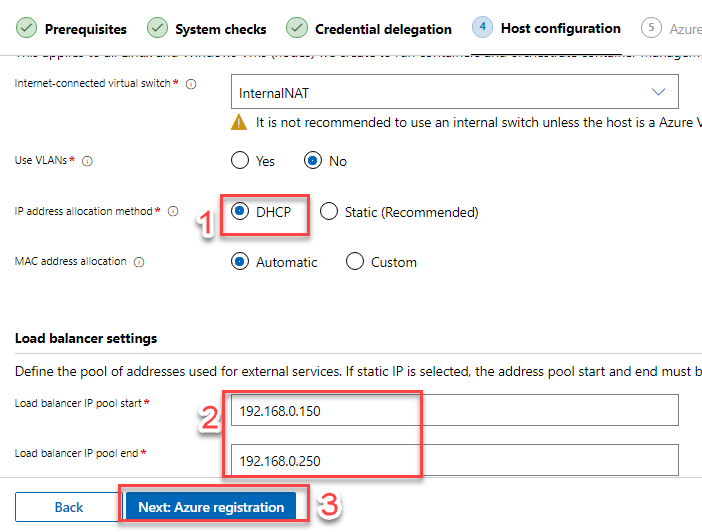 Prerequisites
System checks
Credential delegation
4 Host configuration
5 Azure
Internet-connected virtual switch *
InternalNAT
It is not recommended to use an internal switch unless the host is a Azure V
Use VLANs *
Yes
No
IP address allocation method *
1
DHCP
Static (Recommended)
MAC address allocation
Automatic
Custom
Load balancer settings
Define the pool of addresses used for external services. If static IP is selected, the address pool start and end must b
Load balancer IP pool start *
2
192.168.0.150
Load balancer IP pool end *
192.168.0.250
Back
Next: Azure registration
3